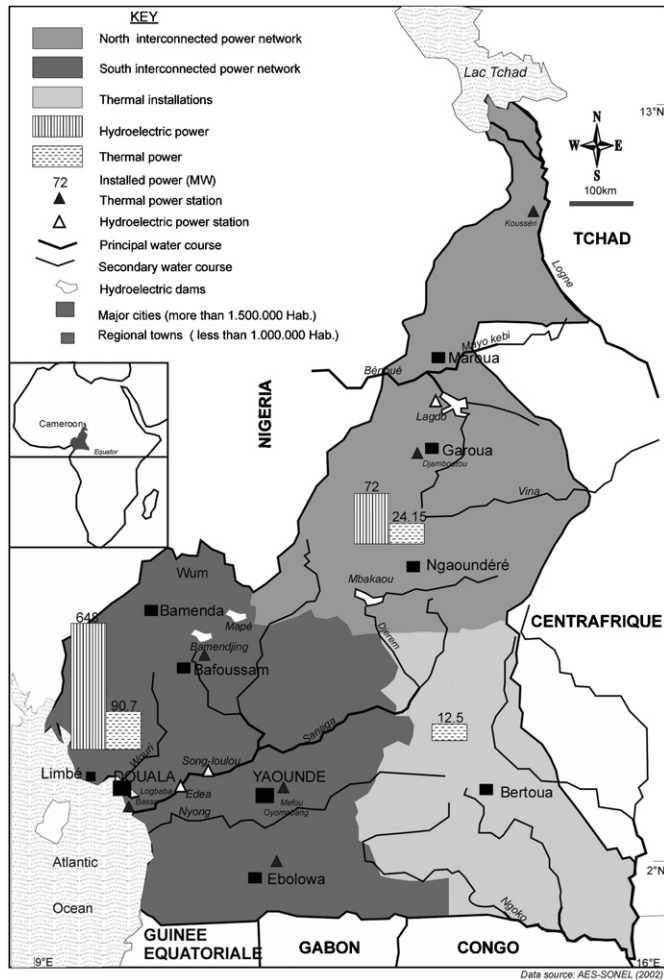 KEY
North interconnected power network
South interconnected power network
Thermal installations
Hydroelectric power
Thermal power
72 Installed power (MW)
Thermal power station
Hydroelectric power station
Principal water course
Secondary water course
Hydroelectric dams
Major cities (more than 1.500.000 Hab.)
Regional towns ( less than 1.000.000 Hab.)
Lac Tchad
13°N
N
W E
S
100km
Kousséri
TCHAD
Logne
Mayo kebi
Maroua
Bénoué
NIGERIA
Lagdo
Garoua
Djamboutou
Cameroon
Equator
72
24.15
Vina
Ngaoundéré
Mbakaou
Wum
Bamenda
Mapé
Bamendjing
Bafoussam
Djerem
CENTRAFRIQUE
648
90.7
12.5
Sanaga
Wouri
Song-loulou
Limbé
DOUALA
Logbaba
Bassa
Edea
YAOUNDE
Mefou
Oyomabang
Nyong
Bertoua
Atlantic
Ocean
Ebolowa
2°N
Ngoko
GUINEE
EQUATORIALE
GABON
CONGO
9°E
16°E
Data source: AES-SONEL (2002)